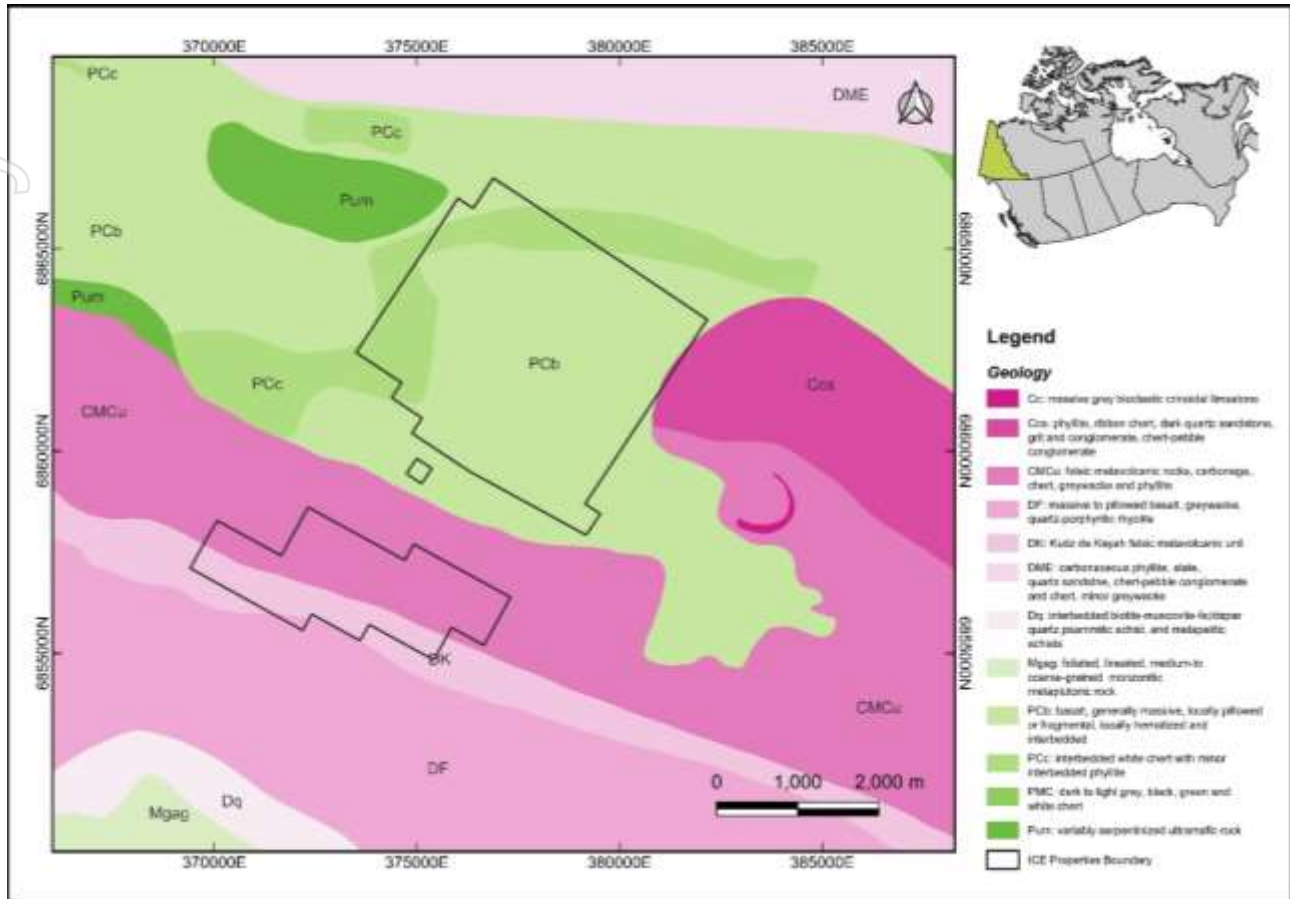 370000E 375000E 380000E 385000E
PCc
DME
PCc
Pum
6865000N
PCb
6865000N
Pum
PCb
PCc
Cos
CMCu
6860000N
6860000N
6855000N
DK
6855000N
CMCu
DF
0 1,000 2,000 m
Dq
Mgag
370000E 375000E 380000E 385000E
Legend
Geology
Cc: massive grey bioclastic crinoidal limestone
Cos: phyllite, ribbon chert, dark quartz sandstone,
grit and conglomerate, chert-pebble
conglomerate
CMCu: felsic metavolcanic rocks, carbonage,
chert, greywacke and phyllite
DF: massive to pillowed basalt, greywacke,
quartz-porphyritic rhyolite
DK: Kudz de Kayah felsic metavolcanic unit
DME: carbonaceous phyllite, slate,
quartz sandstone, chert-pebble conglomerate
and chert, minor greywacke
Dq: interbedded biotite-muscovite-feldspar
quartz psammitic schist, and metapelitic
schists
Mgag: foliated, lineated, medium-to
coarse-grained monzonitic
metaplutonic rock
PCb: basalt, generally massive, locally pillowed
or fragmental, locally hematized and
interbedded
PCc: interbedded white chert with minor
interbedded phyllite
PMC: dark to light grey, black, green and
white chert
Pum: variably serpentinized ultramafic rock
ICE Properties Boundary